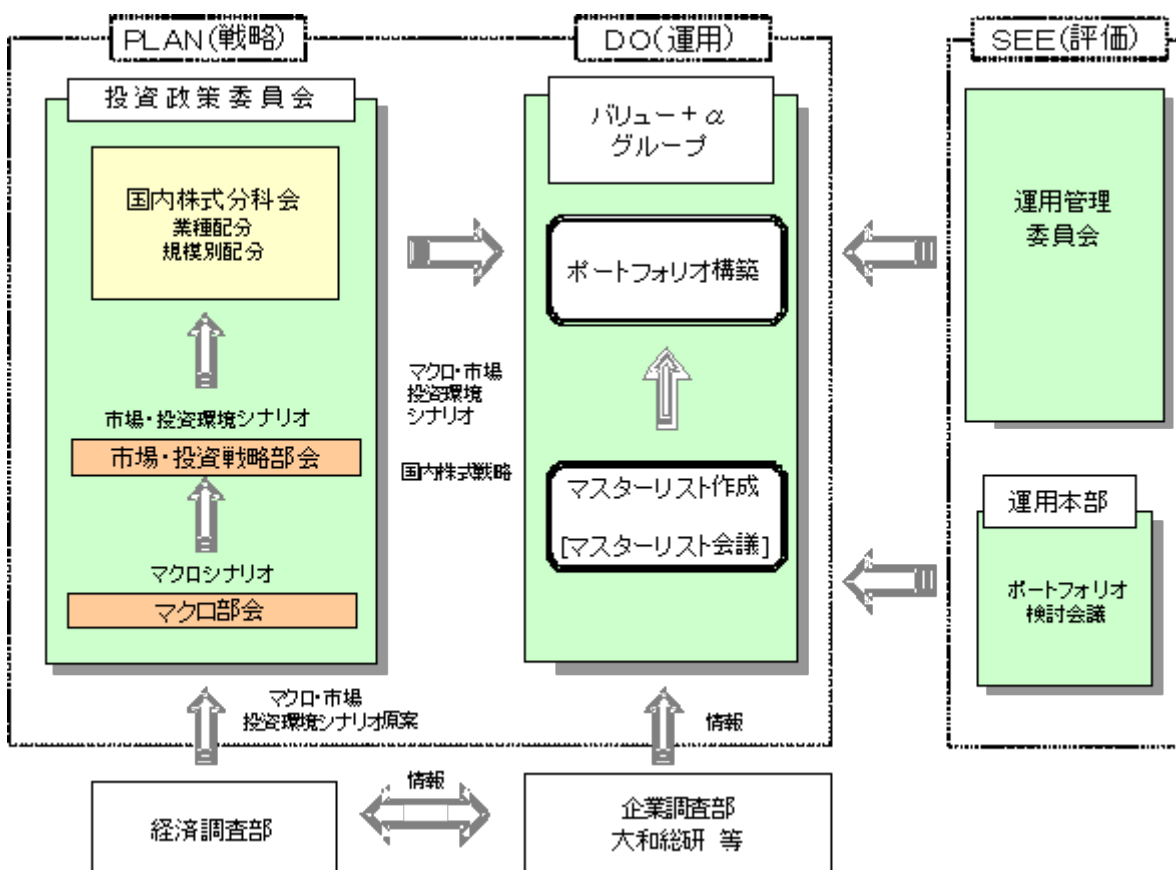 PLAN(戦略)
投資政策委員会
国内株式分科会
業種配分
規模別配分
市場・投資環境シナリオ
市場・投資戦略部会
マクロシナリオ
マクロ部会
マクロ・市場
投資環境
シナリオ
国内株式戦略
DO(運用)
バリュー+α
グループ
ポートフォリオ構築
マスターリスト作成
[マスターリスト会議]
SEE(評価)
運用管理
委員会
運用本部
ポートフォリオ
検討会議
マクロ・市場
投資環境シナリオ原案
情報
経済調査部
情報
企業調査部
大和総研 等